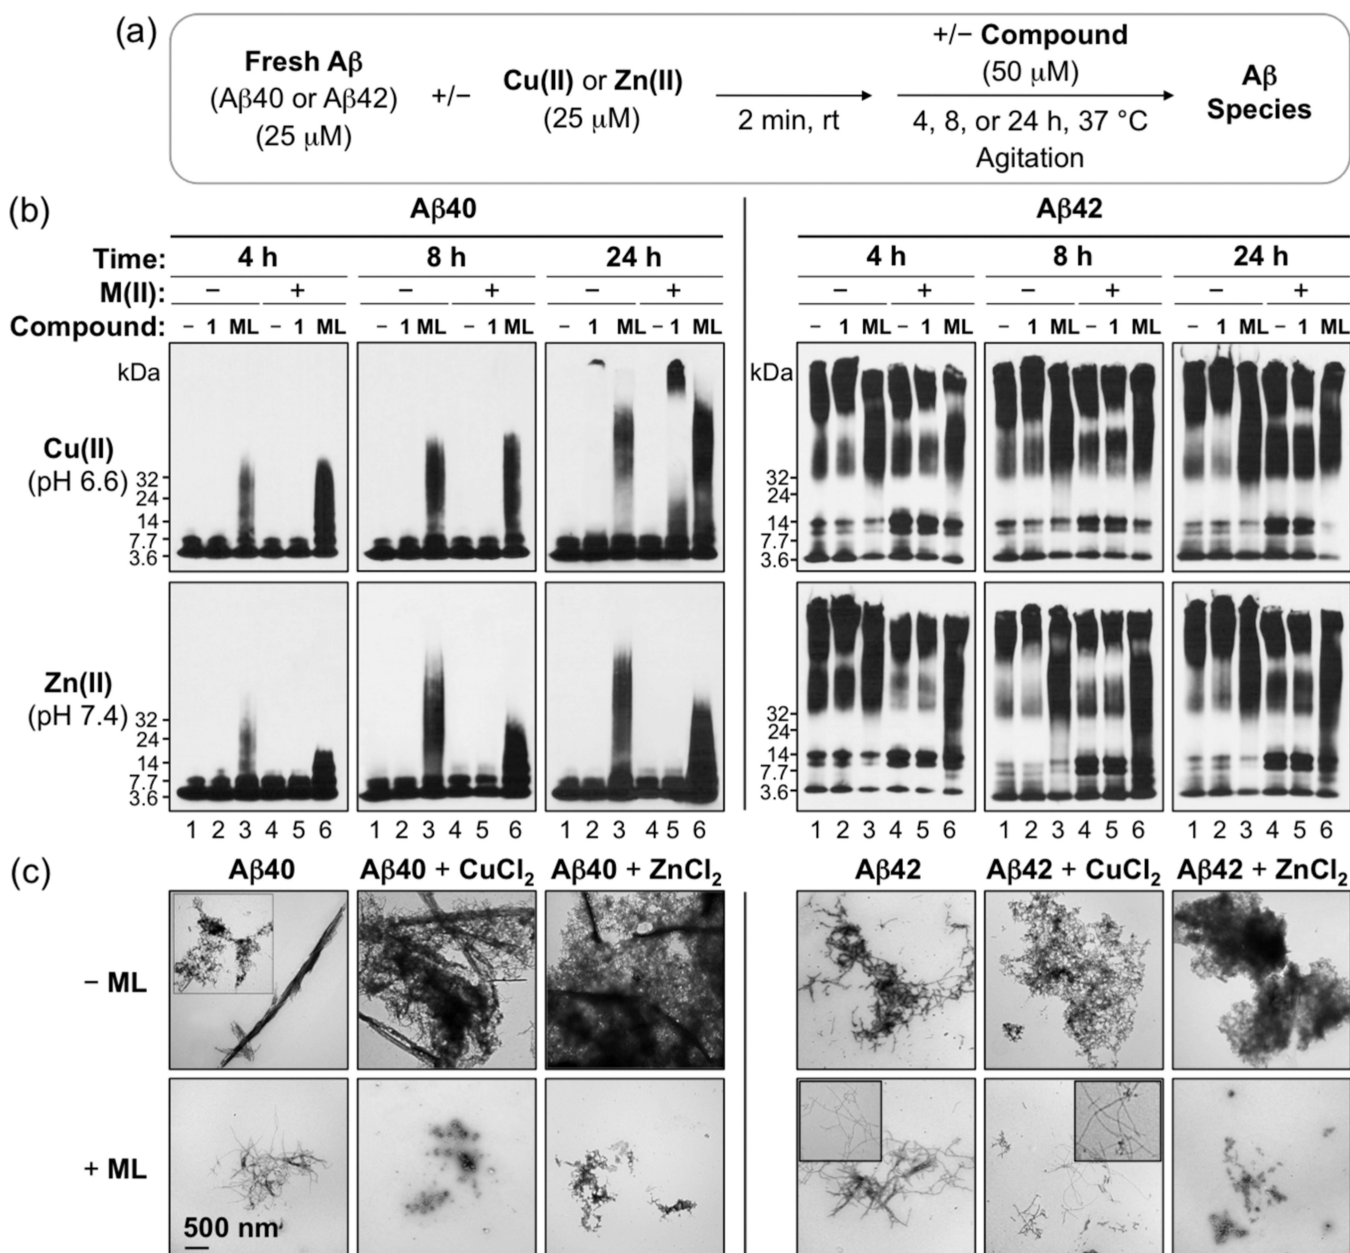 (a)
Fresh Aβ
(Aβ40 or Aβ42)
(25 μM)
+/−
Cu(II) or Zn(II)
(25 μM)
2 min, rt
+/− Compound
(50 μM)
4, 8, or 24 h, 37 °C
Agitation
Aβ
Species
(b)
Aβ40
Aβ42
Time: 4 h 8 h 24 h 4 h 8 h 24 h
M(II): − + − + − + − + − + − +
Compound: − 1 ML − 1 ML − 1 ML − 1 ML − 1 ML − 1 ML − 1 ML − 1 ML − 1 ML − 1 ML − 1 ML − 1 ML
kDa
kDa
Cu(II)
(pH 6.6)
32
24
14
7.7
3.6
32
24
14
7.7
3.6
Zn(II)
(pH 7.4)
32
24
14
7.7
3.6
32
24
14
7.7
3.6
1 2 3 4 5 6 1 2 3 4 5 6 1 2 3 4 5 6 1 2 3 4 5 6 1 2 3 4 5 6 1 2 3 4 5 6
(c)
Aβ40 Aβ40 + CuCl₂ Aβ40 + ZnCl₂ Aβ42 Aβ42 + CuCl₂ Aβ42 + ZnCl₂
− ML
+ ML
500 nm